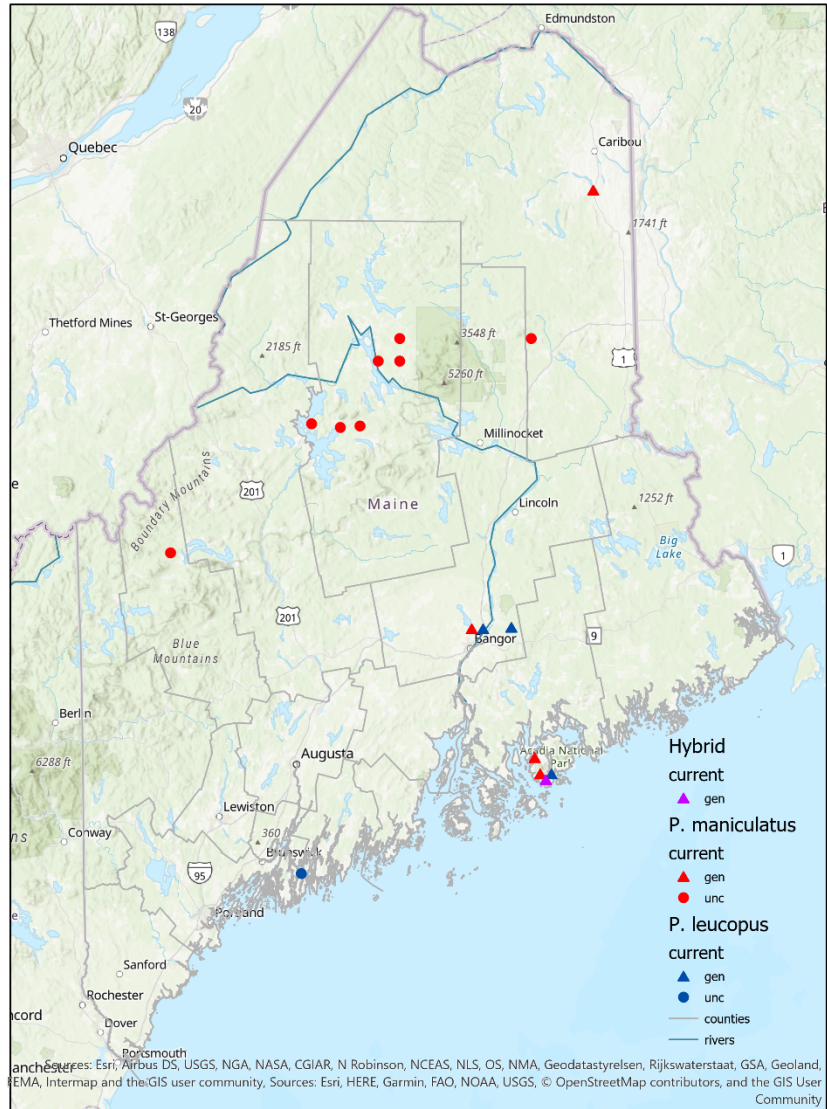 Edmundston
138
20
Quebec
Caribou
1741 ft
Thetford Mines
St-Georges
2185 ft
3548 ft
5260 ft
1
Millinocket
201
Boundary Mountains
Maine
Lincoln
1252 ft
Big
Lake
1
201
Blue
Mountains
9
Bangor
Berlin
Acadia National
Park
6288 ft
Augusta
Lewiston
Conway
360 ft
Brunswick
95
Portland
Sanford
Rochester
Dover
Portsmouth
ns
e
ncord
anchester
Hybrid
current
gen
P. maniculatus
current
gen
unc
P. leucopus
current
gen
unc
counties
rivers
Sources: Esri, Airbus DS, USGS, NGA, NASA, CGIAR, N Robinson, NCEAS, NLS, OS, NMA, Geodatastyrelsen, Rijkswaterstaat, GSA, Geoland,
FEMA, Intermap and the GIS user community, Sources: Esri, HERE, Garmin, FAO, NOAA, USGS, © OpenStreetMap contributors, and the GIS User
Community